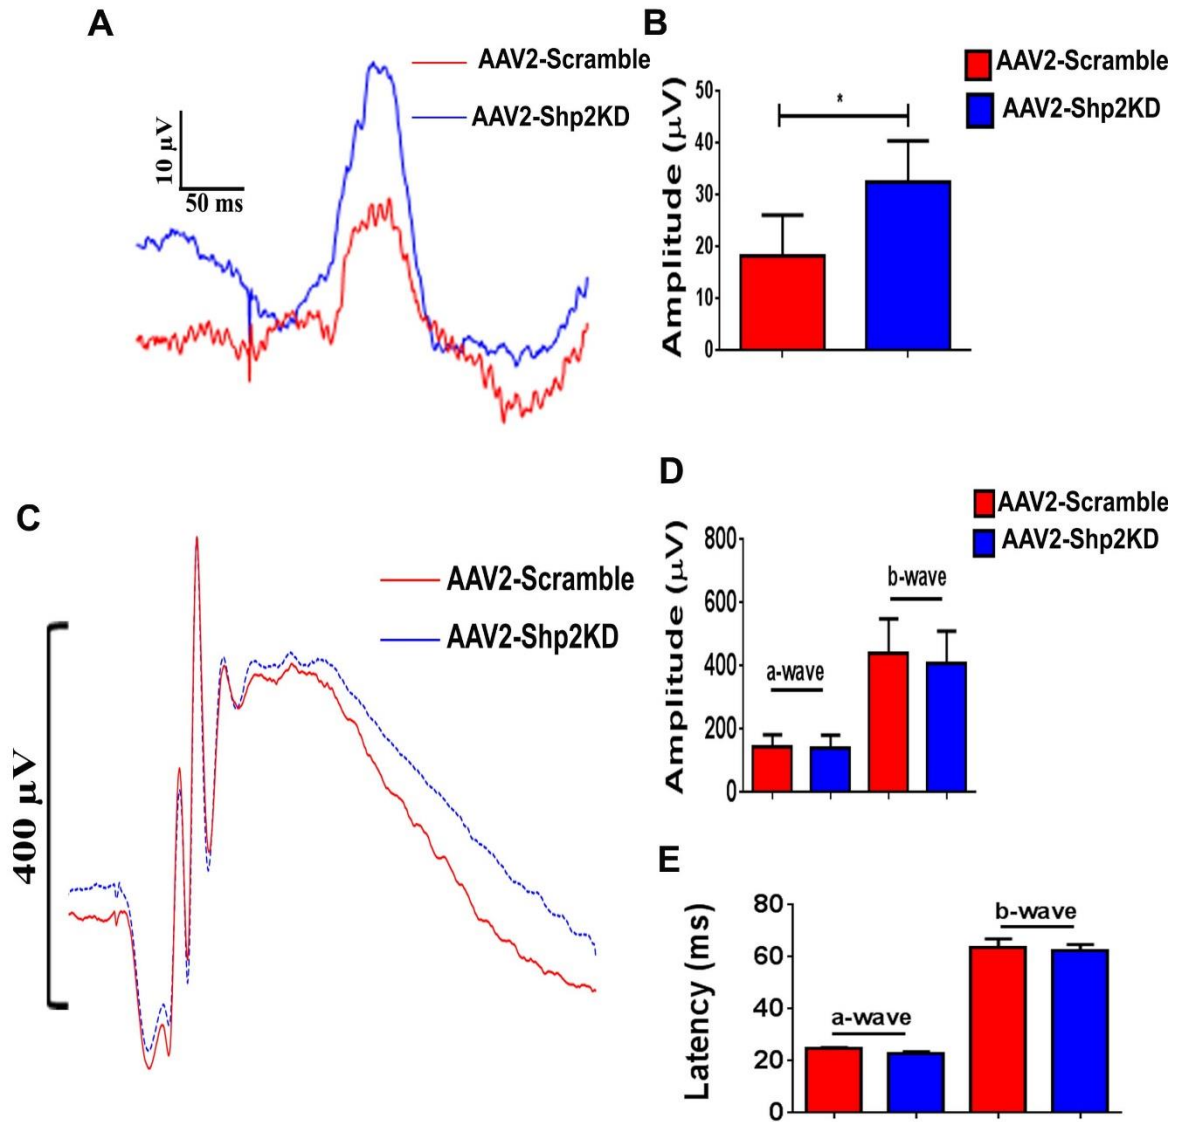 A
AAV2-Scramble
AAV2-Shp2KD
10 μV
50 ms
B
AAV2-Scramble
AAV2-Shp2KD
Amplitude (μV)
50
40
30
20
10
0
*
C
AAV2-Scramble
AAV2-Shp2KD
400 μV
D
AAV2-Scramble
AAV2-Shp2KD
Amplitude (μV)
800
600
400
200
0
a-wave
b-wave
E
Latency (ms)
80
60
40
20
0
a-wave
b-wave